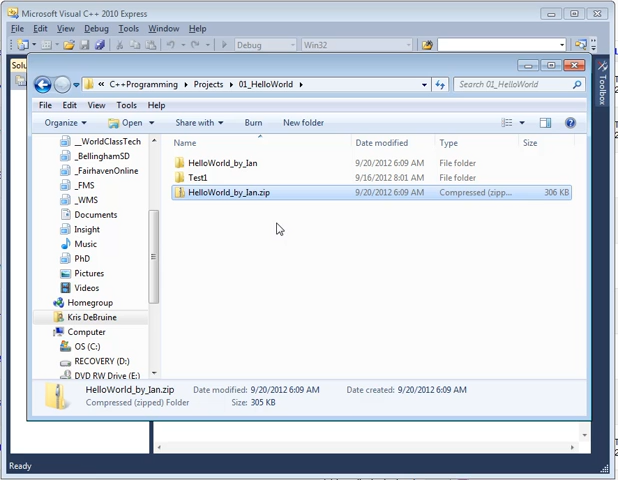 Microsoft Visual C++ 2010 Express
File Edit View Debug Tools Window Help
Debug Win32
Solu
Toolbox
« C++Programming ▸ Projects ▸ 01_HelloWorld ▸
Search 01_HelloWorld
File Edit View Tools Help
Organize Open Share with Burn New folder
Name Date modified Type Size
HelloWorld_by_Ian 9/20/2012 6:09 AM File folder
Test1 9/16/2012 8:01 AM File folder
HelloWorld_by_Ian.zip 9/20/2012 6:09 AM Compressed (zipp... 306 KB
__WorldClassTech
_BellinghamSD
_FairhavenOnline
_FMS
_WMS
Documents
Insight
Music
PhD
Pictures
Videos
Homegroup
Kris DeBruine
Computer
OS (C:)
RECOVERY (D:)
DVD RW Drive (E:)
HelloWorld_by_Ian.zip Date modified: 9/20/2012 6:09 AM Date created: 9/20/2012 6:09 AM
Compressed (zipped) Folder Size: 305 KB
Ready